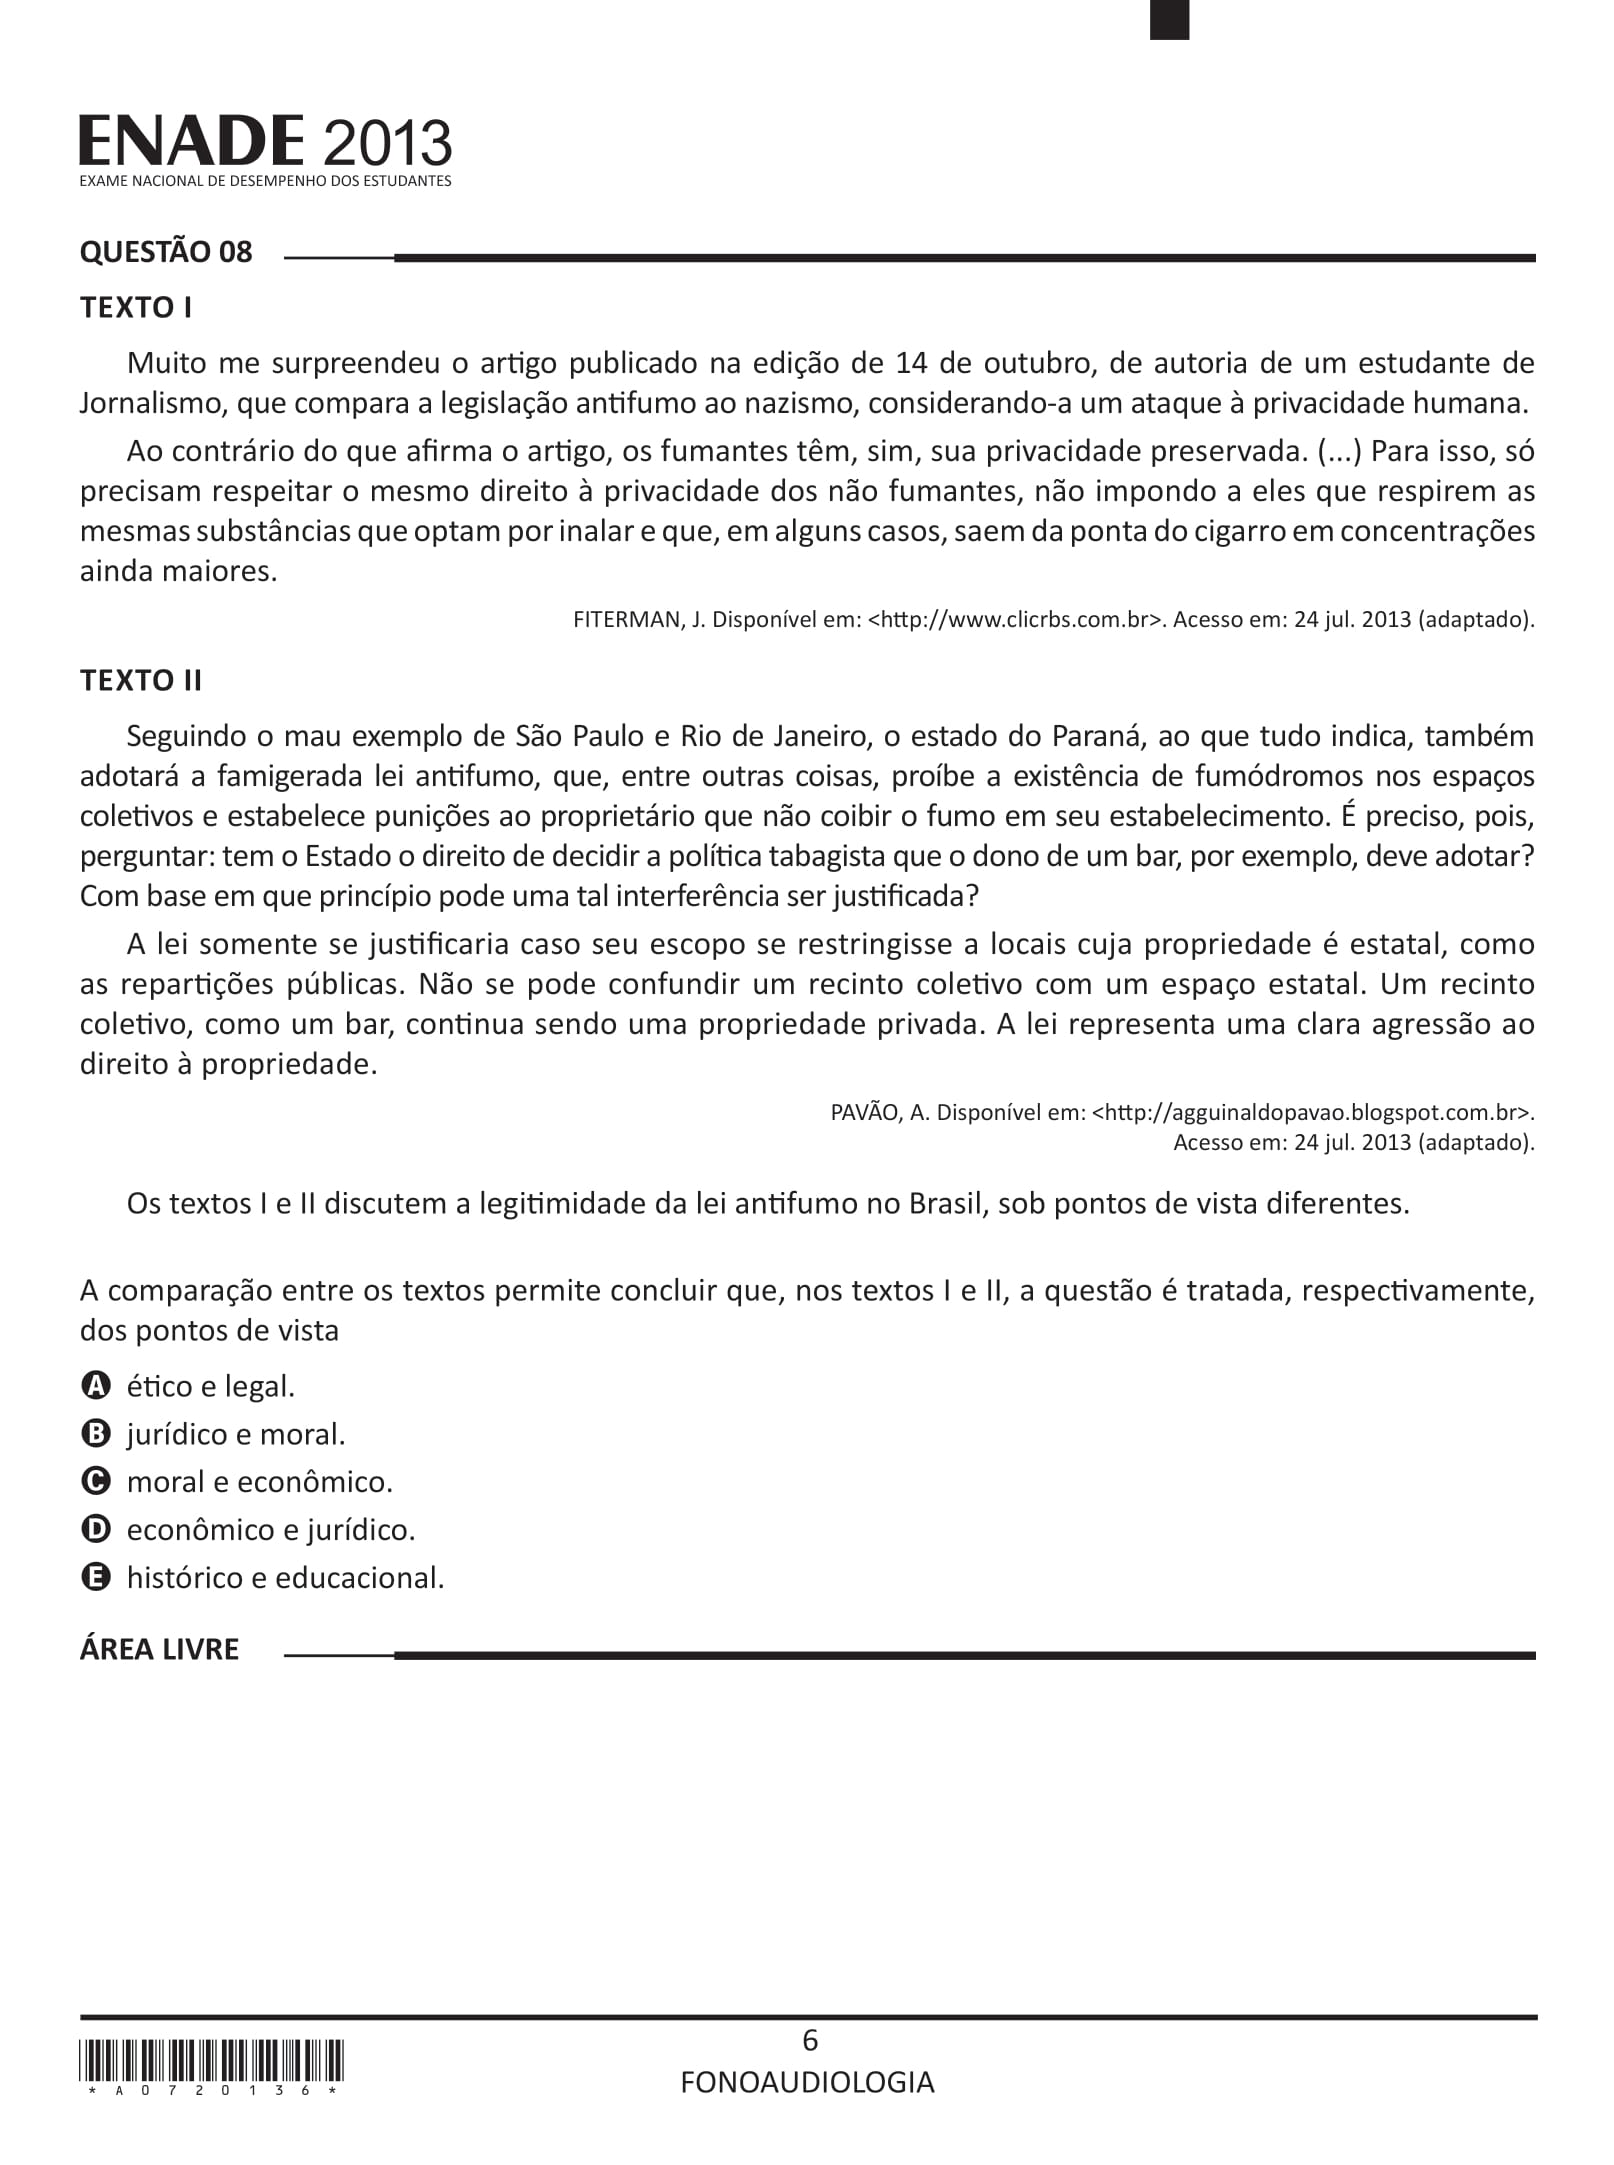 ENADE 2013
EXAME NACIONAL DE DESEMPENHO DOS ESTUDANTES
QUESTÃO 08
TEXTO I
Muito me surpreendeu o artigo publicado na edição de 14 de outubro, de autoria de um estudante de
Jornalismo, que compara a legislação antifumo ao nazismo, considerando-a um ataque à privacidade humana.
Ao contrário do que afirma o artigo, os fumantes têm, sim, sua privacidade preservada. (...) Para isso, só
precisam respeitar o mesmo direito à privacidade dos não fumantes, não impondo a eles que respirem as
mesmas substâncias que optam por inalar e que, em alguns casos, saem da ponta do cigarro em concentrações
ainda maiores.
FITERMAN, J. Disponível em: <http://www.clicrbs.com.br>. Acesso em: 24 jul. 2013 (adaptado).
TEXTO II
Seguindo o mau exemplo de São Paulo e Rio de Janeiro, o estado do Paraná, ao que tudo indica, também
adotará a famigerada lei antifumo, que, entre outras coisas, proíbe a existência de fumódromos nos espaços
coletivos e estabelece punições ao proprietário que não coibir o fumo em seu estabelecimento. É preciso, pois,
perguntar: tem o Estado o direito de decidir a política tabagista que o dono de um bar, por exemplo, deve adotar?
Com base em que princípio pode uma tal interferência ser justificada?
A lei somente se justificaria caso seu escopo se restringisse a locais cuja propriedade é estatal, como
as repartições públicas. Não se pode confundir um recinto coletivo com um espaço estatal. Um recinto
coletivo, como um bar, continua sendo uma propriedade privada. A lei representa uma clara agressão ao
direito à propriedade.
PAVÃO, A. Disponível em: <http://agguinaldopavao.blogspot.com.br>.
Acesso em: 24 jul. 2013 (adaptado).
Os textos I e II discutem a legitimidade da lei antifumo no Brasil, sob pontos de vista diferentes.
A comparação entre os textos permite concluir que, nos textos I e II, a questão é tratada, respectivamente,
dos pontos de vista
A ético e legal.
B jurídico e moral.
C moral e econômico.
D econômico e jurídico.
E histórico e educacional.
ÁREA LIVRE
6
FONOAUDIOLOGIA
* A 0 7 2 0 1 3 6 *